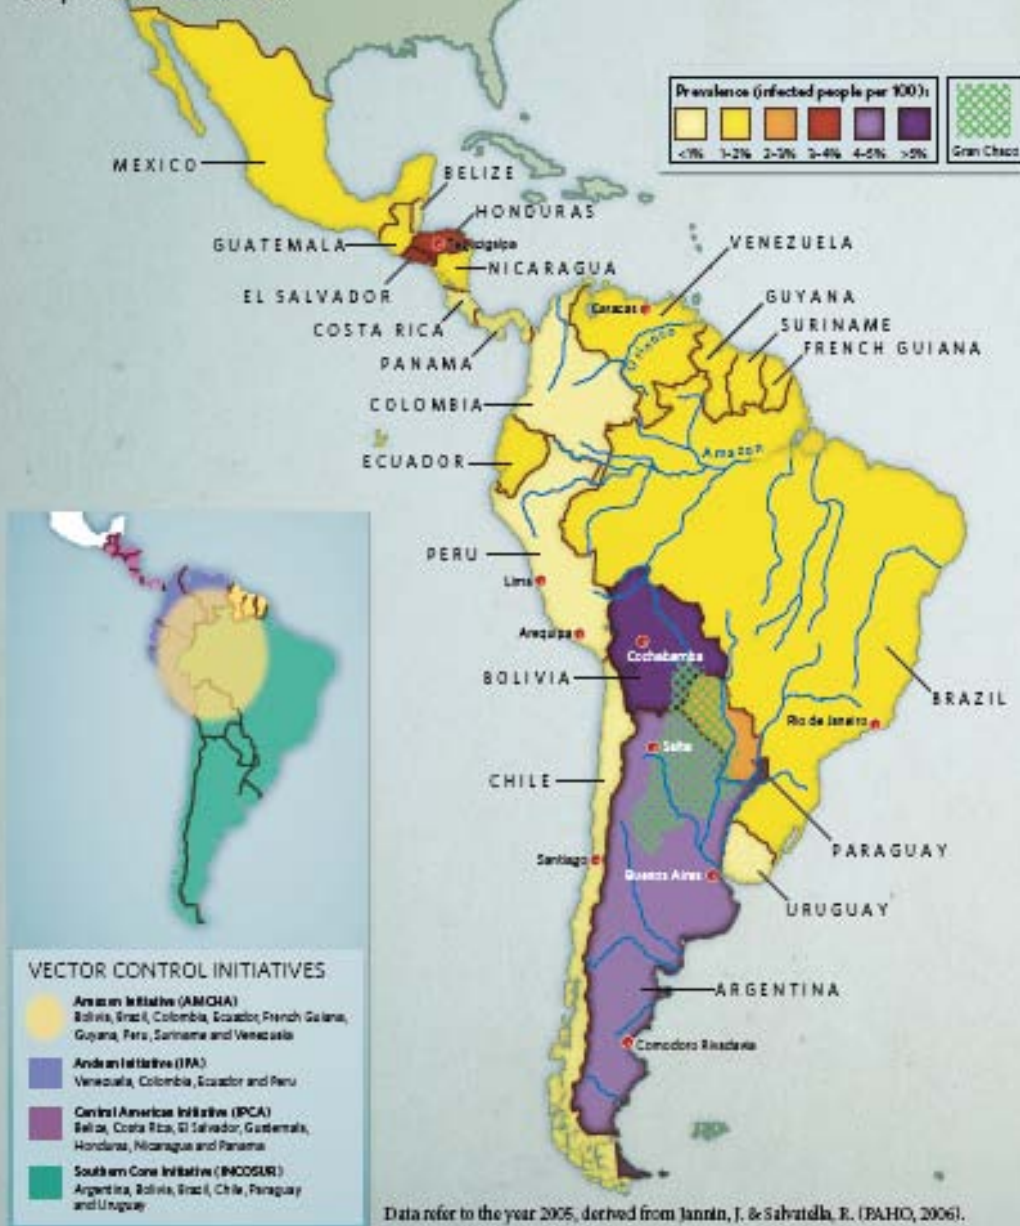 Prevalence (infected people per 100):
<1% 1-2% 2-3% 3-4% 4-5% >5%
Gran Chaco
MEXICO
BELIZE
HONDURAS
GUATEMALA
Tegucigalpa
VENEZUELA
NICARAGUA
EL SALVADOR
Caracas
GUYANA
COSTA RICA
SURINAME
Orinoco
FRENCH GUIANA
PANAMA
COLOMBIA
Amazon
ECUADOR
PERU
Lima
Arequipa
Cochabamba
BOLIVIA
BRAZIL
Rio de Janeiro
Salta
CHILE
PARAGUAY
Santiago
Buenos Aires
URUGUAY
ARGENTINA
Comodoro Rivadavia
VECTOR CONTROL INITIATIVES
Amazon Initiative (AMCHA)
Bolivia, Brazil, Colombia, Ecuador, French Guiana,
Guyana, Peru, Suriname and Venezuela
Andean Initiative (IPA)
Venezuela, Colombia, Ecuador and Peru
Central American Initiative (IPCA)
Belize, Costa Rica, El Salvador, Guatemala,
Honduras, Nicaragua and Panama
Southern Cone Initiative (INCOSUR)
Argentina, Bolivia, Brazil, Chile, Paraguay
and Uruguay
Data refer to the year 2005, derived from Jannin, J. & Salvatella, R. (PAHO, 2006).